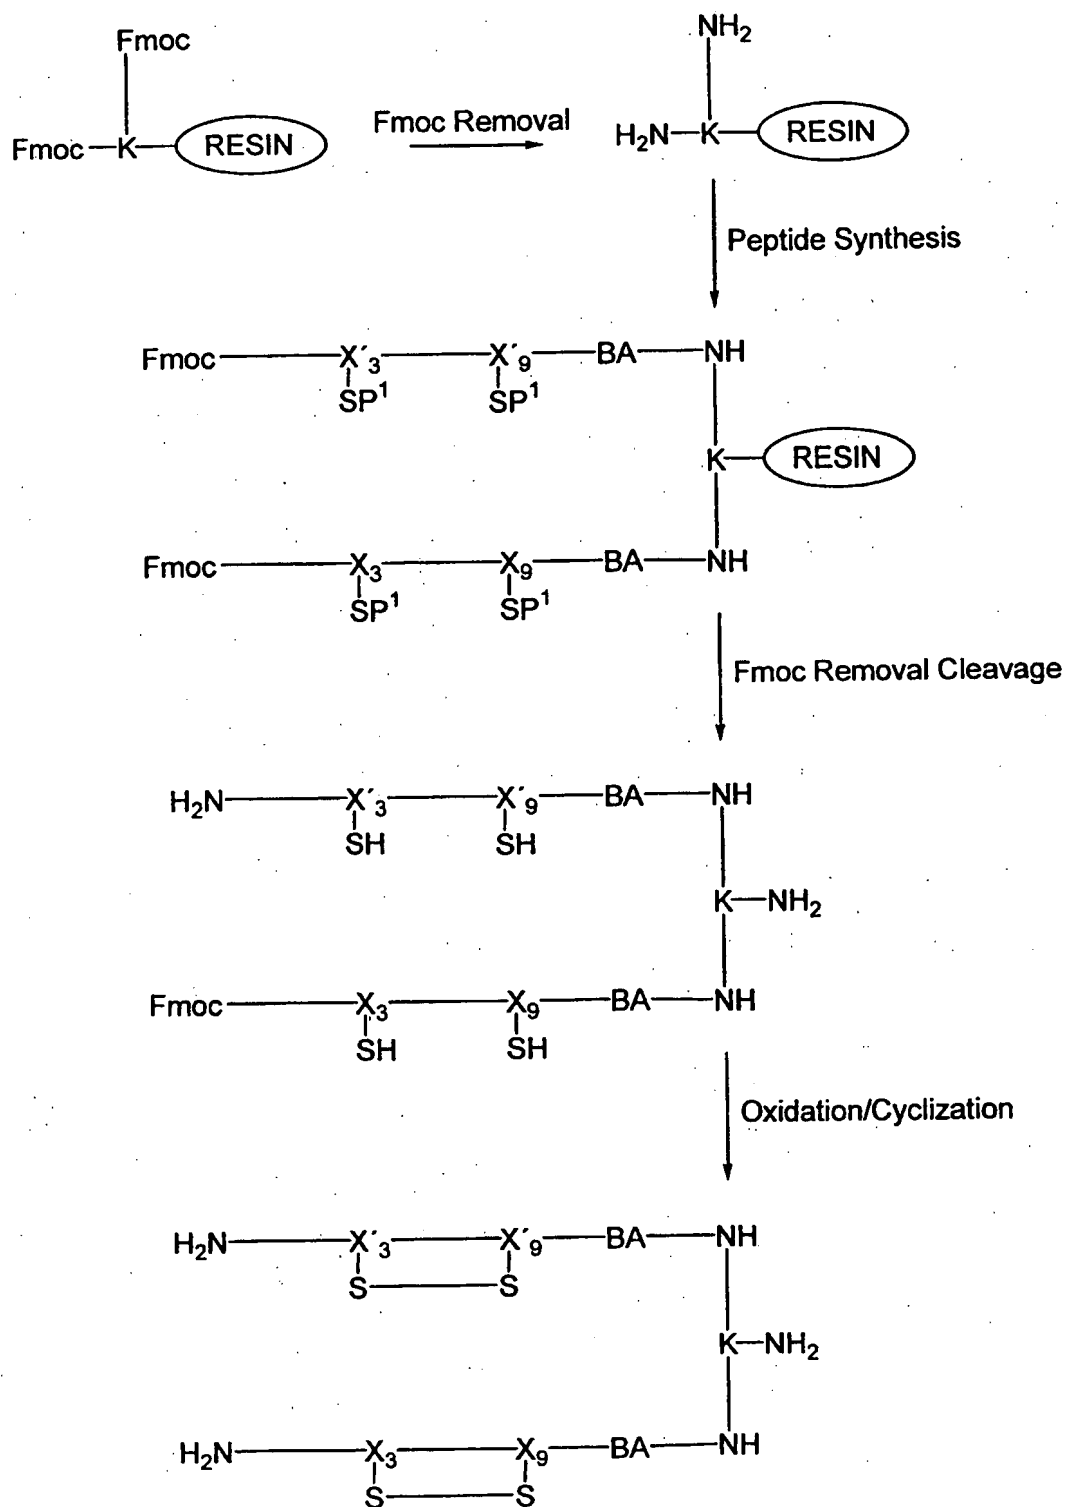 Fmoc
Fmoc—K—RESIN
Fmoc Removal
NH₂
H₂N—K—RESIN
Peptide Synthesis
Fmoc—X´₃—X´₉—BA—NH
SP¹ SP¹
K—RESIN
Fmoc—X₃—X₉—BA—NH
SP¹ SP¹
Fmoc Removal Cleavage
H₂N—X´₃—X´₉—BA—NH
SH SH
K—NH₂
Fmoc—X₃—X₉—BA—NH
SH SH
Oxidation/Cyclization
H₂N—X´₃—X´₉—BA—NH
S—S
K—NH₂
H₂N—X₃—X₉—BA—NH
S—S